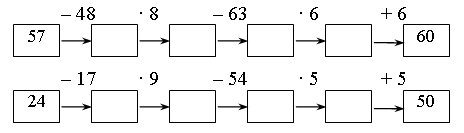 – 48 · 8 – 63 · 6 + 6
57 60
– 17 · 9 – 54 · 5 + 5
24 50